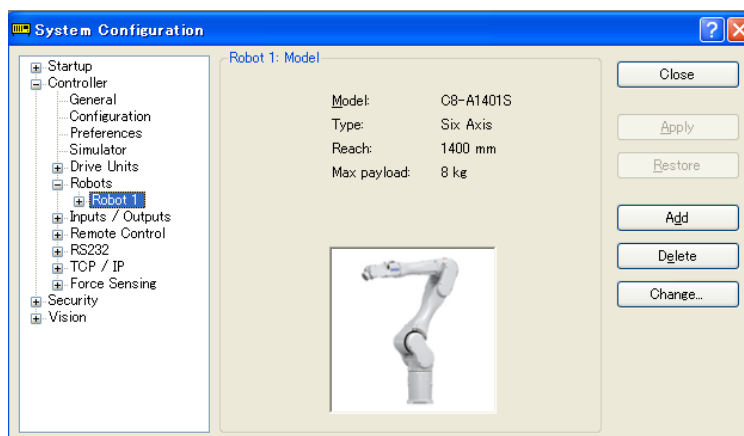 System Configuration
Startup
Controller
General
Configuration
Preferences
Simulator
Drive Units
Robots
Robot 1
Inputs / Outputs
Remote Control
RS232
TCP / IP
Force Sensing
Security
Vision
Robot 1: Model
Model: C8-A1401S
Type: Six Axis
Reach: 1400 mm
Max payload: 8 kg
Close
Apply
Restore
Add
Delete
Change...